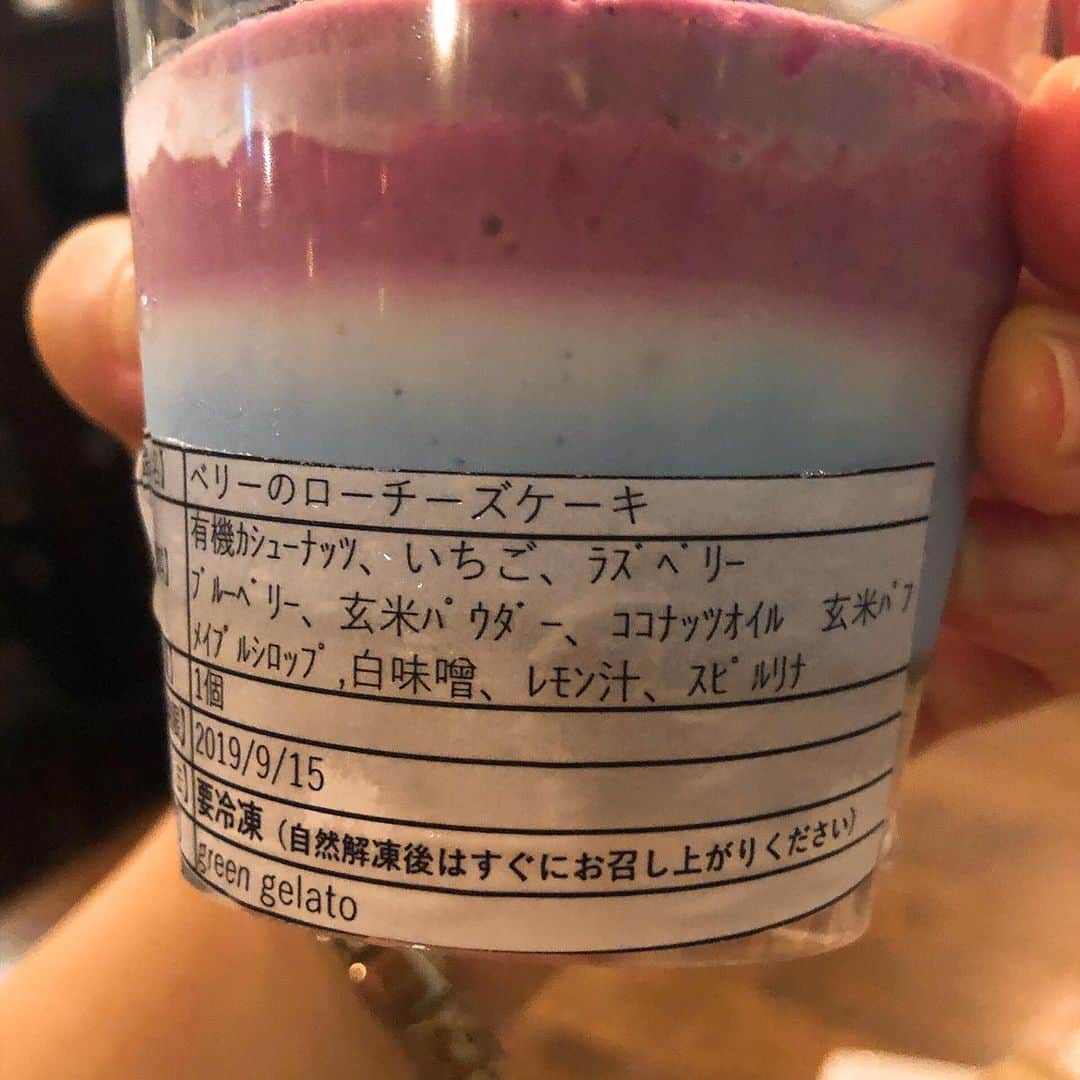 ベリーのローチーズケーキ
有機ｶｼｭｰﾅｯﾂ、いちご、ﾗｽﾞﾍﾞﾘｰ
ﾌﾞﾙｰﾍﾞﾘｰ、玄米ﾊﾟｳﾀﾞｰ、ココナッツオイル 玄米ﾊﾟﾌ
ﾒｲﾌﾟﾙｼﾛｯﾌﾟ,白味噌、ﾚﾓﾝ汁、ｽﾋﾟﾙﾘﾅ
1個
2019/9/15
要冷凍（自然解凍後はすぐにお召し上がりください）
green gelato